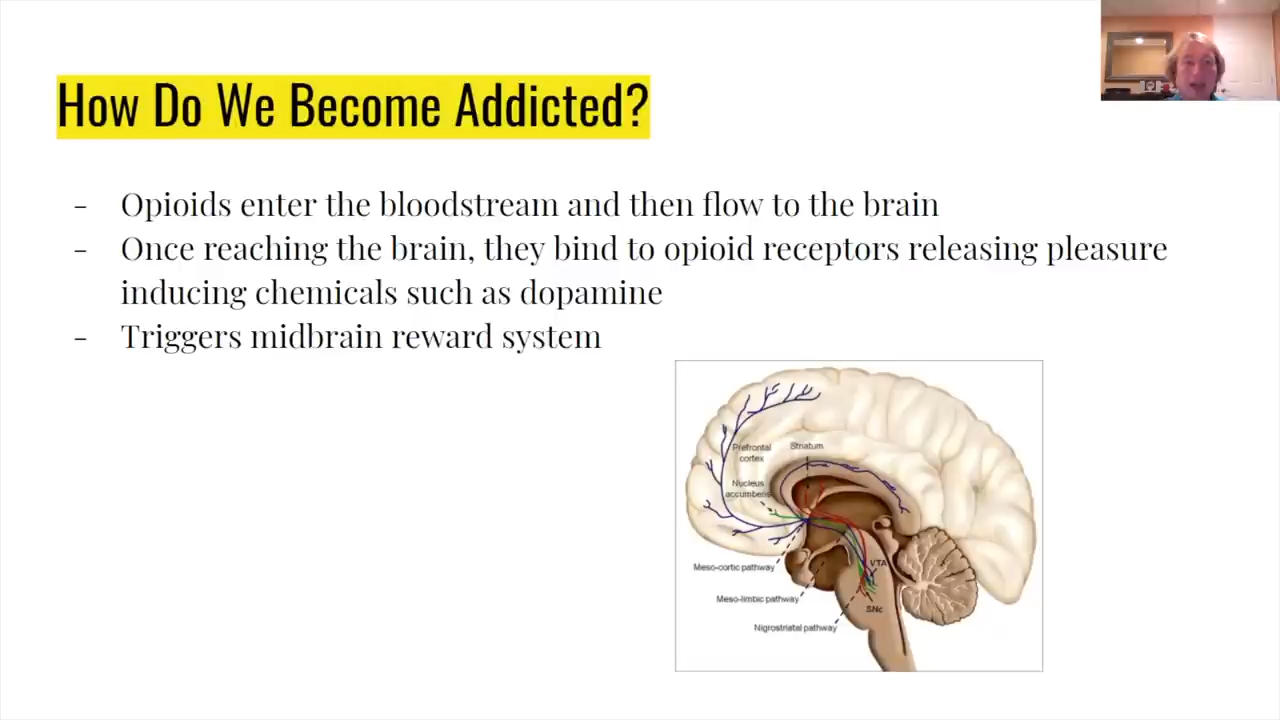 How Do We Become Addicted?
- Opioids enter the bloodstream and then flow to the brain
- Once reaching the brain, they bind to opioid receptors releasing pleasure
inducing chemicals such as dopamine
- Triggers midbrain reward system
Prefrontal
cortex
Striatum
Nucleus
accumbens
Meso-cortic pathway
VTA
Meso-limbic pathway
SNc
Nigrostriatal pathway